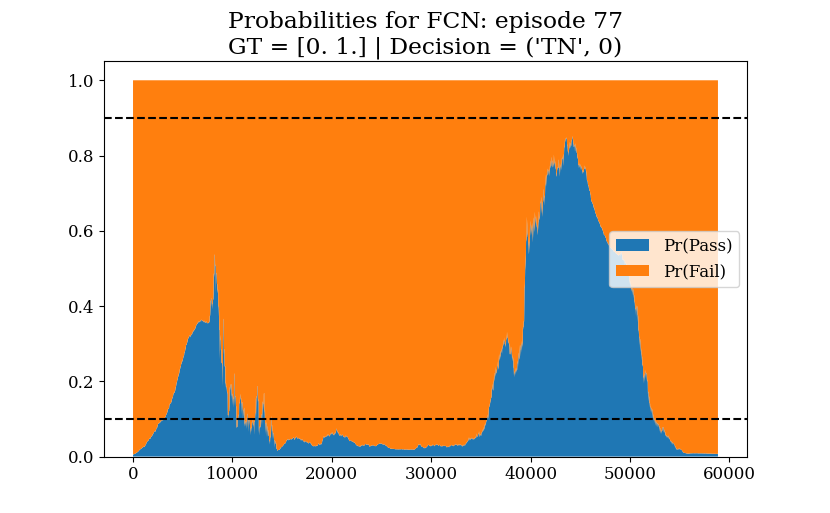 Probabilities for FCN: episode 77
GT = [0. 1.] | Decision = ('TN', 0)
1.0
0.8
0.6
0.4
0.2
0.0
Pr(Pass)
Pr(Fail)
0 10000 20000 30000 40000 50000 60000